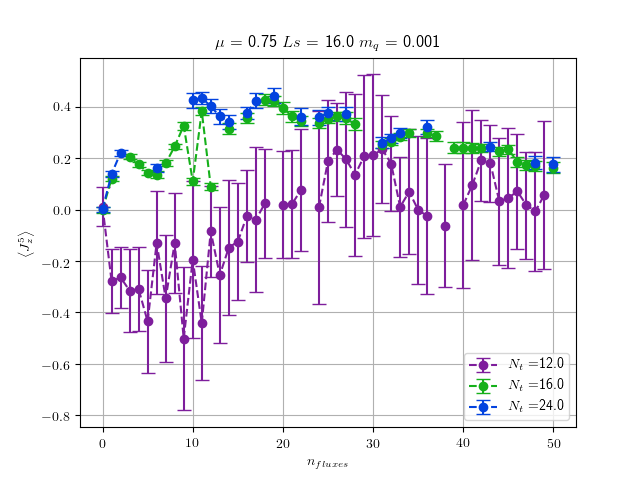 μ = 0.75 Ls = 16.0 m_q = 0.001
⟨J_z^5⟩
0.4
0.2
0.0
−0.2
−0.4
−0.6
−0.8
N_t =12.0
N_t =16.0
N_t =24.0
0 10 20 30 40 50
n_{fluxes}